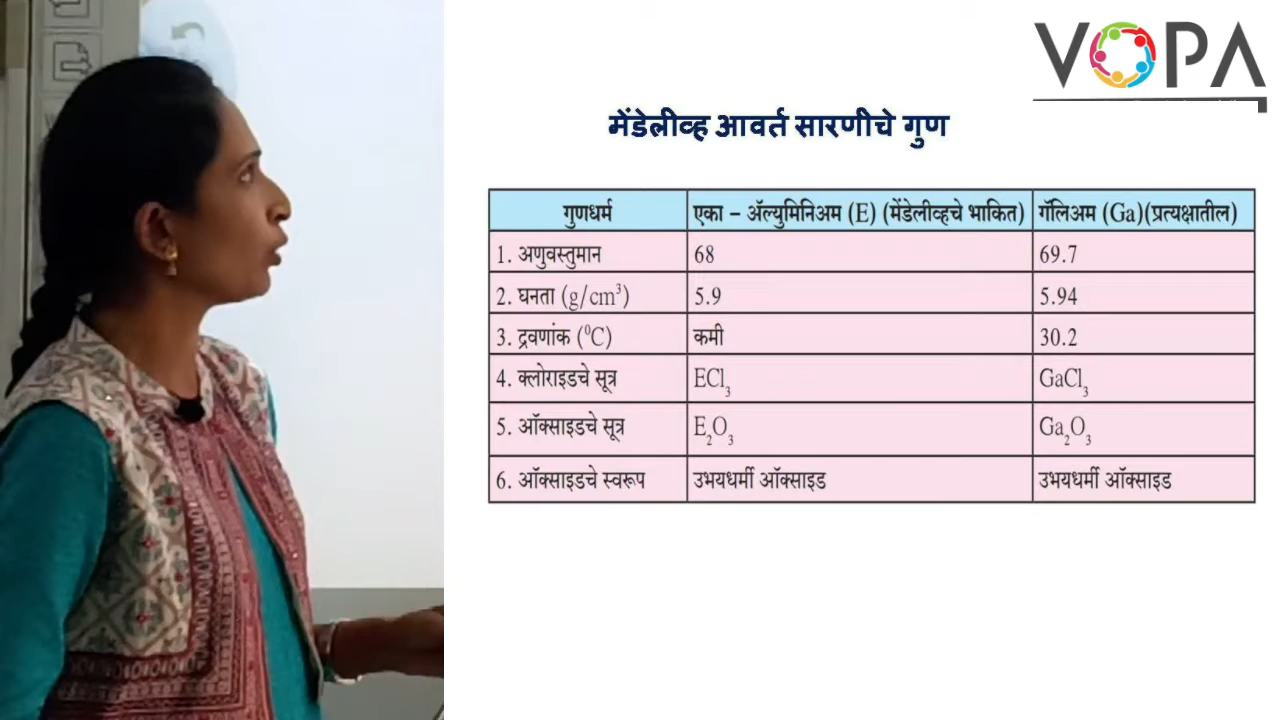 VOPA
मेंडेलीव्ह आवर्त सारणीचे गुण
गुणधर्म एका – ॲल्युमिनिअम (E) (मेंडेलीव्हचे भाकित) गॅलिअम (Ga)(प्रत्यक्षातील)
1. अणुवस्तुमान 68 69.7
2. घनता (g/cm³) 5.9 5.94
3. द्रवणांक (⁰C) कमी 30.2
4. क्लोराइडचे सूत्र ECl₃ GaCl₃
5. ऑक्साइडचे सूत्र E₂O₃ Ga₂O₃
6. ऑक्साइडचे स्वरूप उभयधर्मी ऑक्साइड उभयधर्मी ऑक्साइड